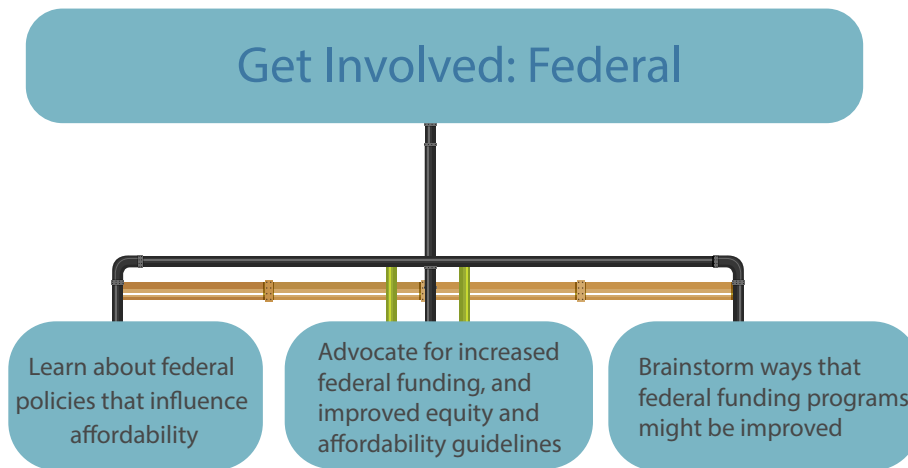 Get Involved: Federal
Learn about federal
policies that influence
affordability
Advocate for increased
federal funding, and
improved equity and
affordability guidelines
Brainstorm ways that
federal funding programs
might be improved